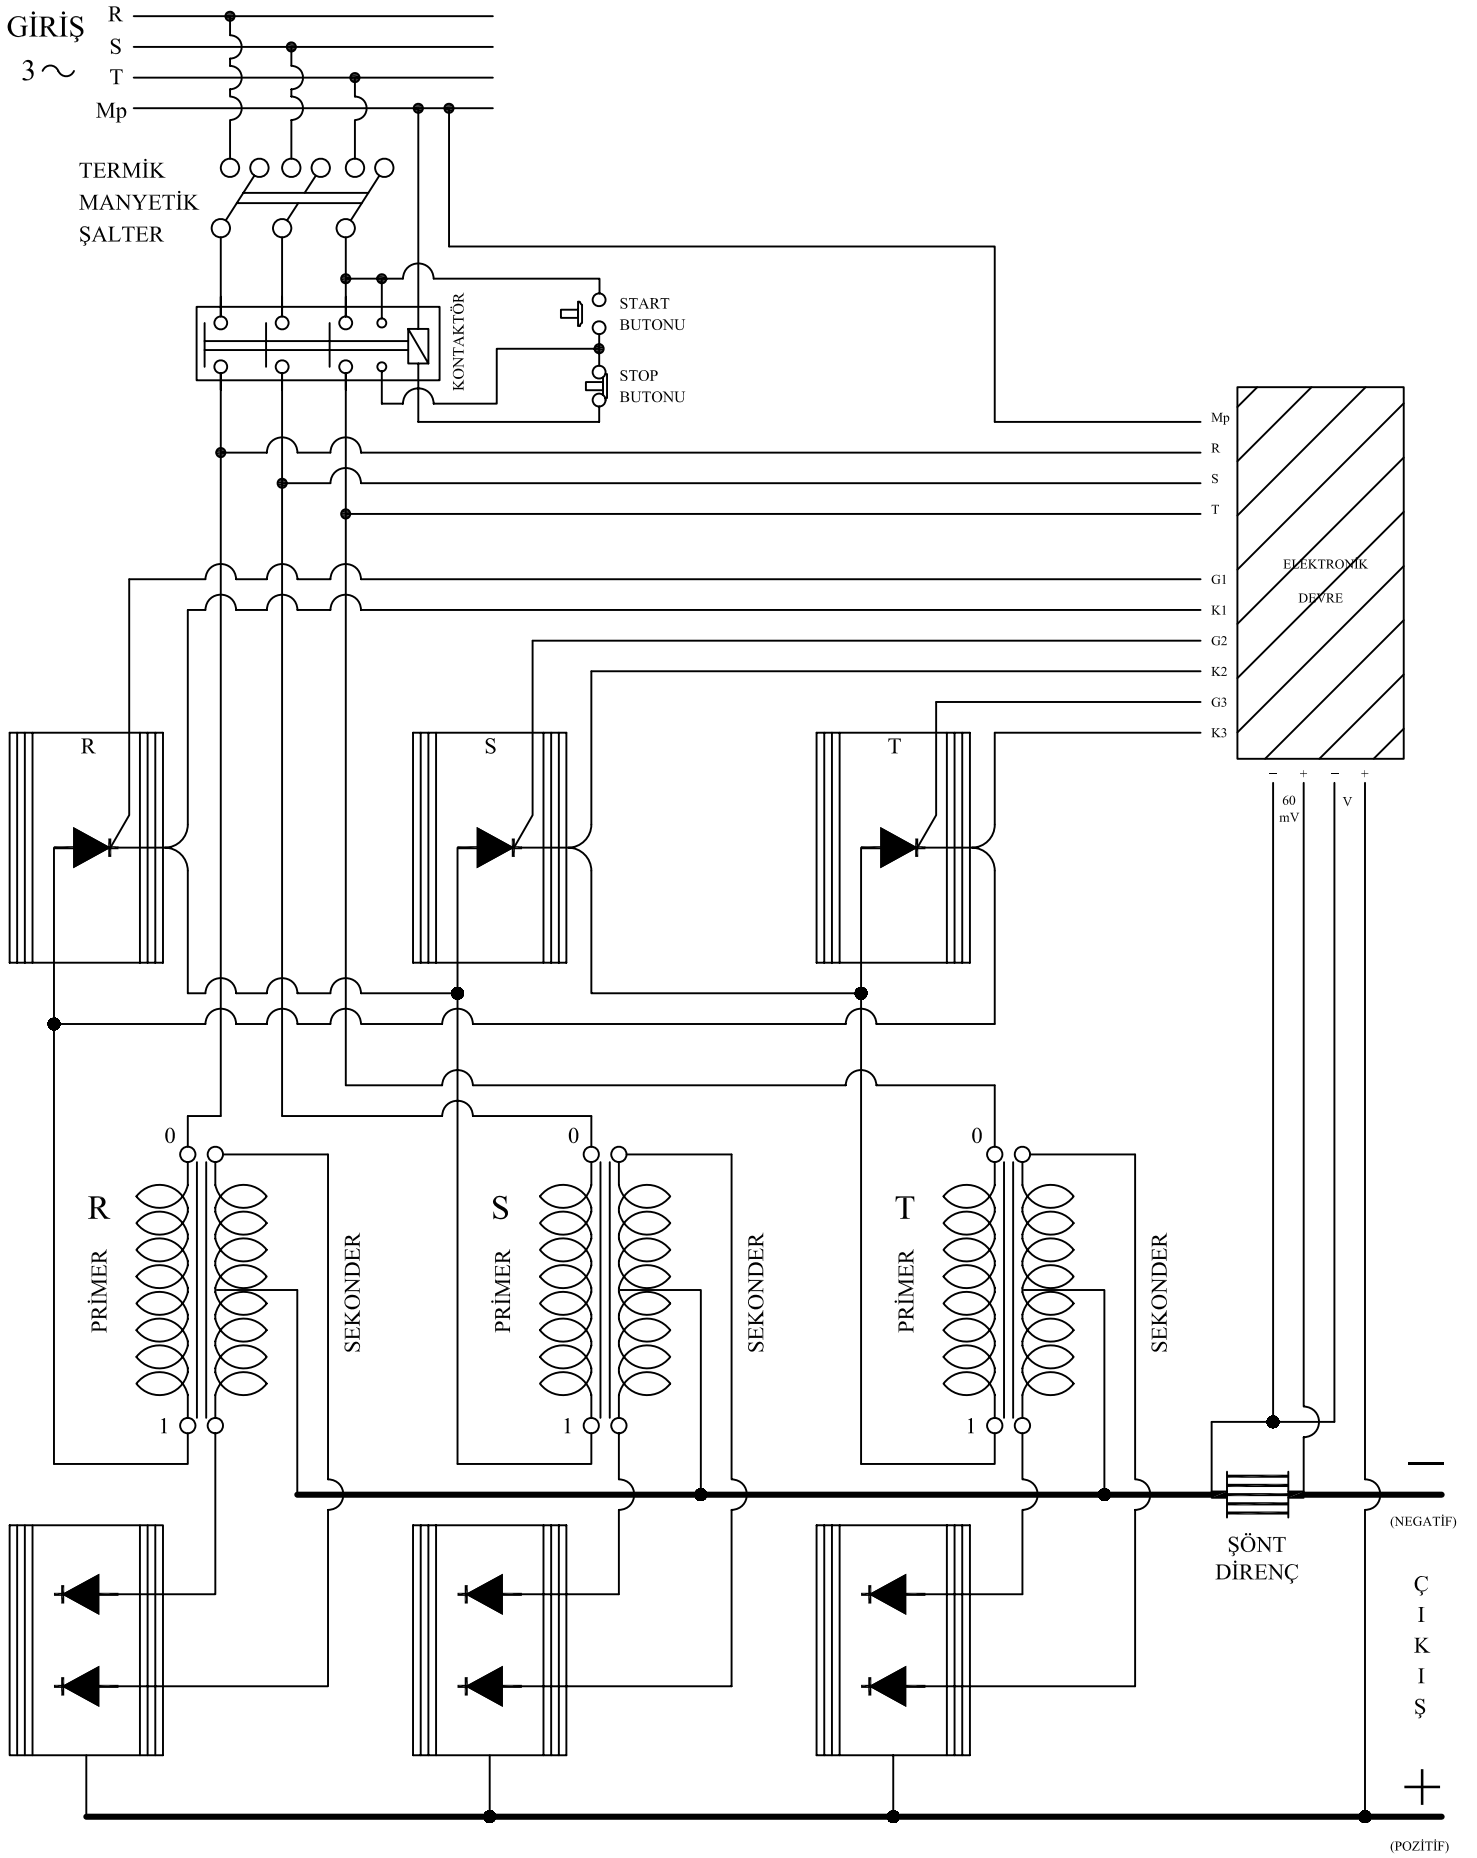 GİRİŞ
3
R
S
T
Mp
TERMİK
MANYETİK
ŞALTER
KONTAKTÖR
START
BUTONU
STOP
BUTONU
Mp
R
S
T
G1
K1
G2
K2
G3
K3
ELEKTRONİK
DEVRE
− + − +
60
mV
V
R
S
T
0
R
PRİMER
1
SEKONDER
0
S
PRİMER
1
SEKONDER
0
T
PRİMER
1
SEKONDER
ŞÖNT
DİRENÇ
−
(NEGATİF)
Ç
I
K
I
Ş
+
(POZİTİF)